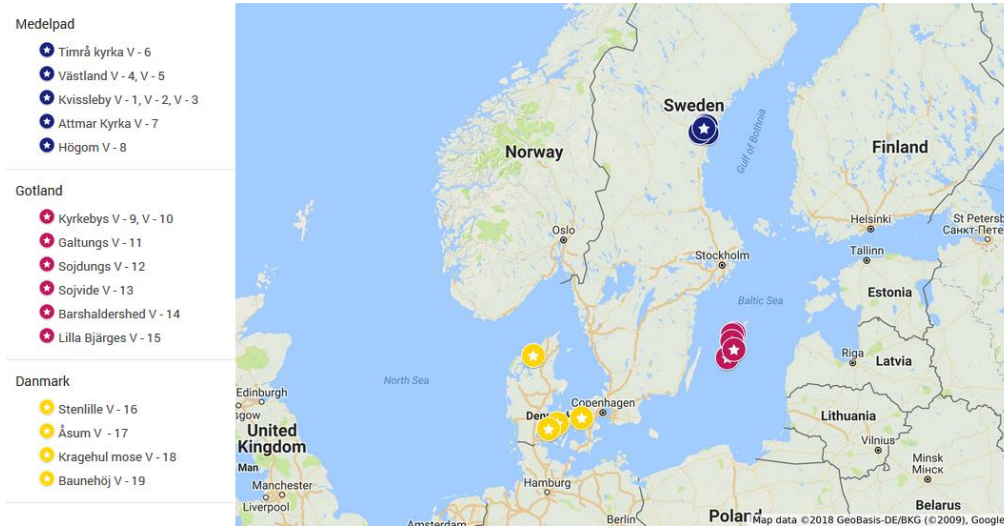 Medelpad
Timrå kyrka V - 6
Västland V - 4, V - 5
Kvissleby V - 1, V - 2, V - 3
Attmar Kyrka V - 7
Högom V - 8
Gotland
Kyrkebys V - 9, V - 10
Galtungs V - 11
Sojdungs V - 12
Sojvide V - 13
Barshaldershed V - 14
Lilla Bjärges V - 15
Danmark
Stenlille V - 16
Åsum V - 17
Kragehul mose V - 18
Baunehöj V - 19
Sweden
Norway
Gulf of Bothnia
Finland
Helsinki
St Petersb
Санкт-Пете
Oslo
Tallinn
Stockholm
Baltic Sea
Estonia
Riga
Latvia
North Sea
Edinburgh
sgow
Copenhagen
Den
United
Kingdom
Lithuania
Vilnius
Man
Manchester
Liverpool
Hamburg
Minsk
Мінск
Belarus
Amsterdam
Berlin
Poland
Map data ©2018 GeoBasis-DE/BKG (©2009), Google